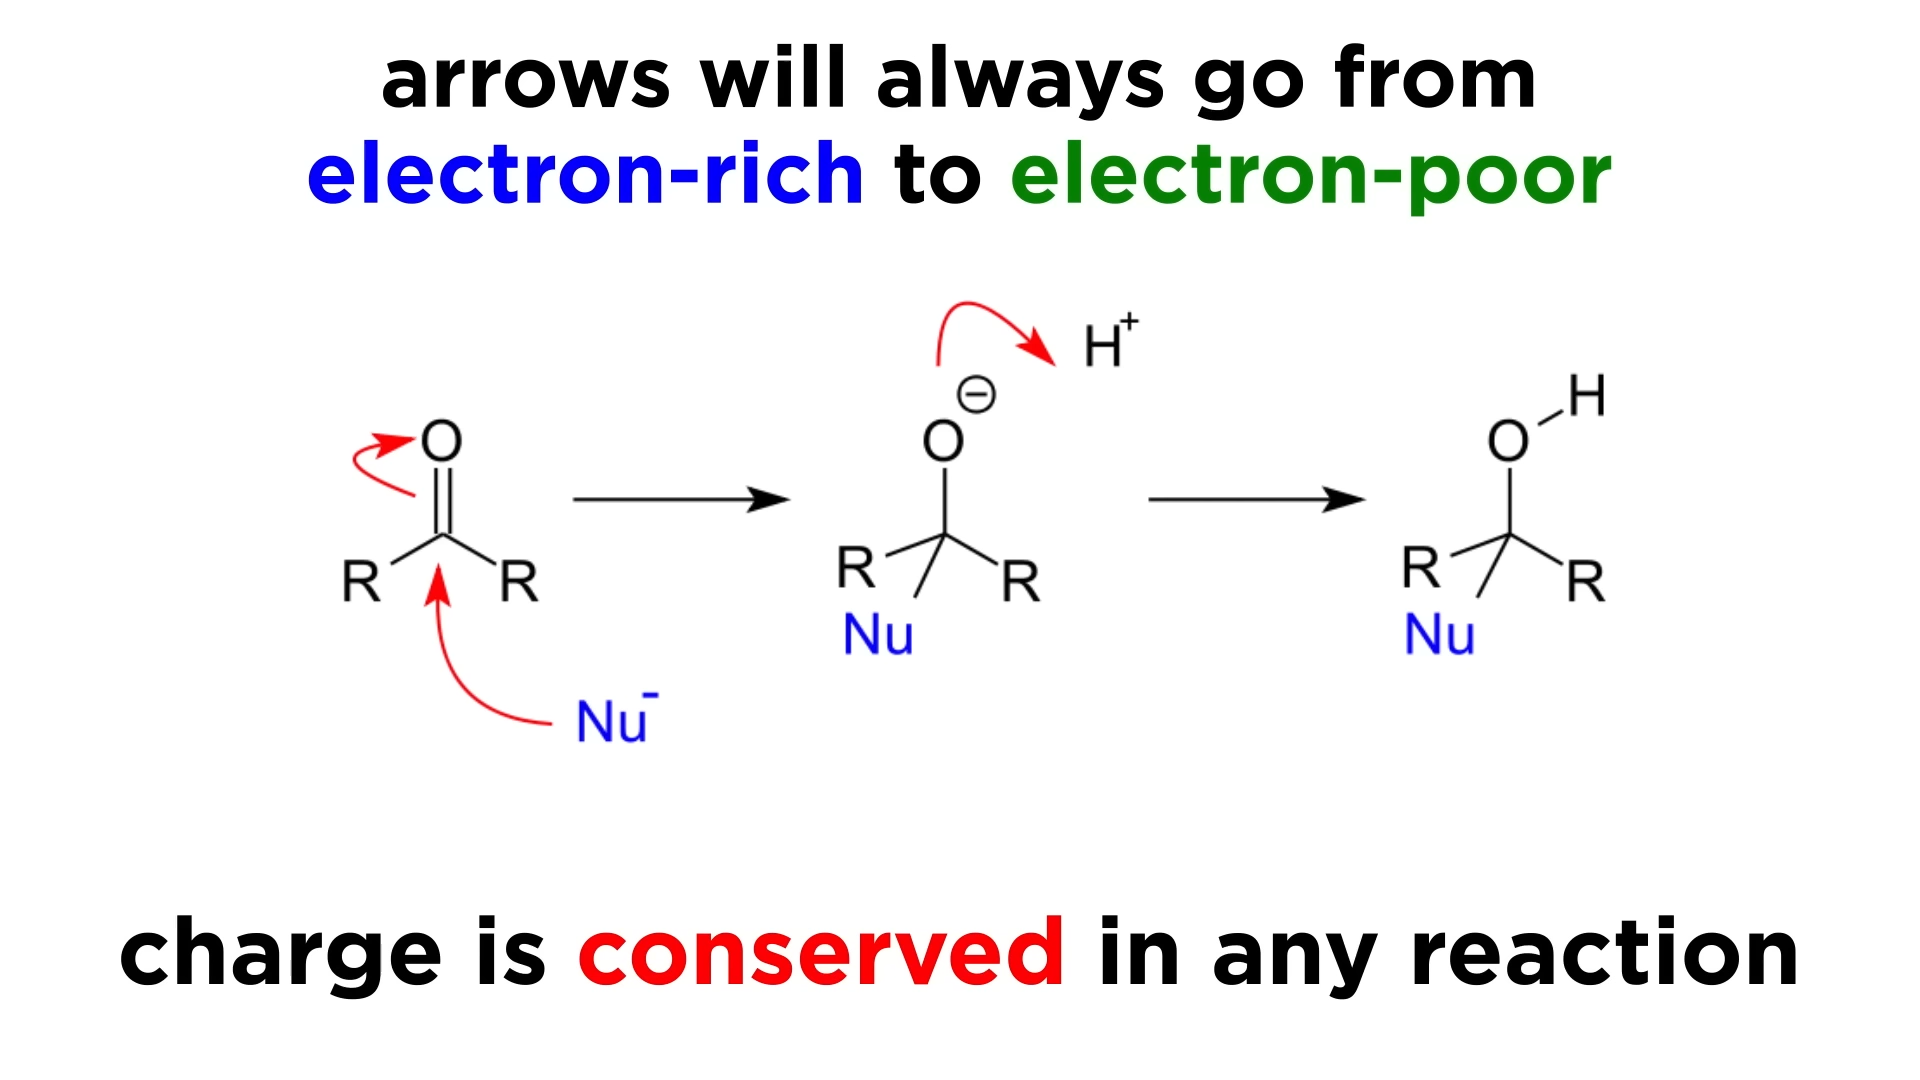 arrows will always go from
electron-rich to electron-poor
H⁺
⊖
O
O
O
H
R
R
R
R
R
R
Nu
Nu
Nu⁻
charge is conserved in any reaction